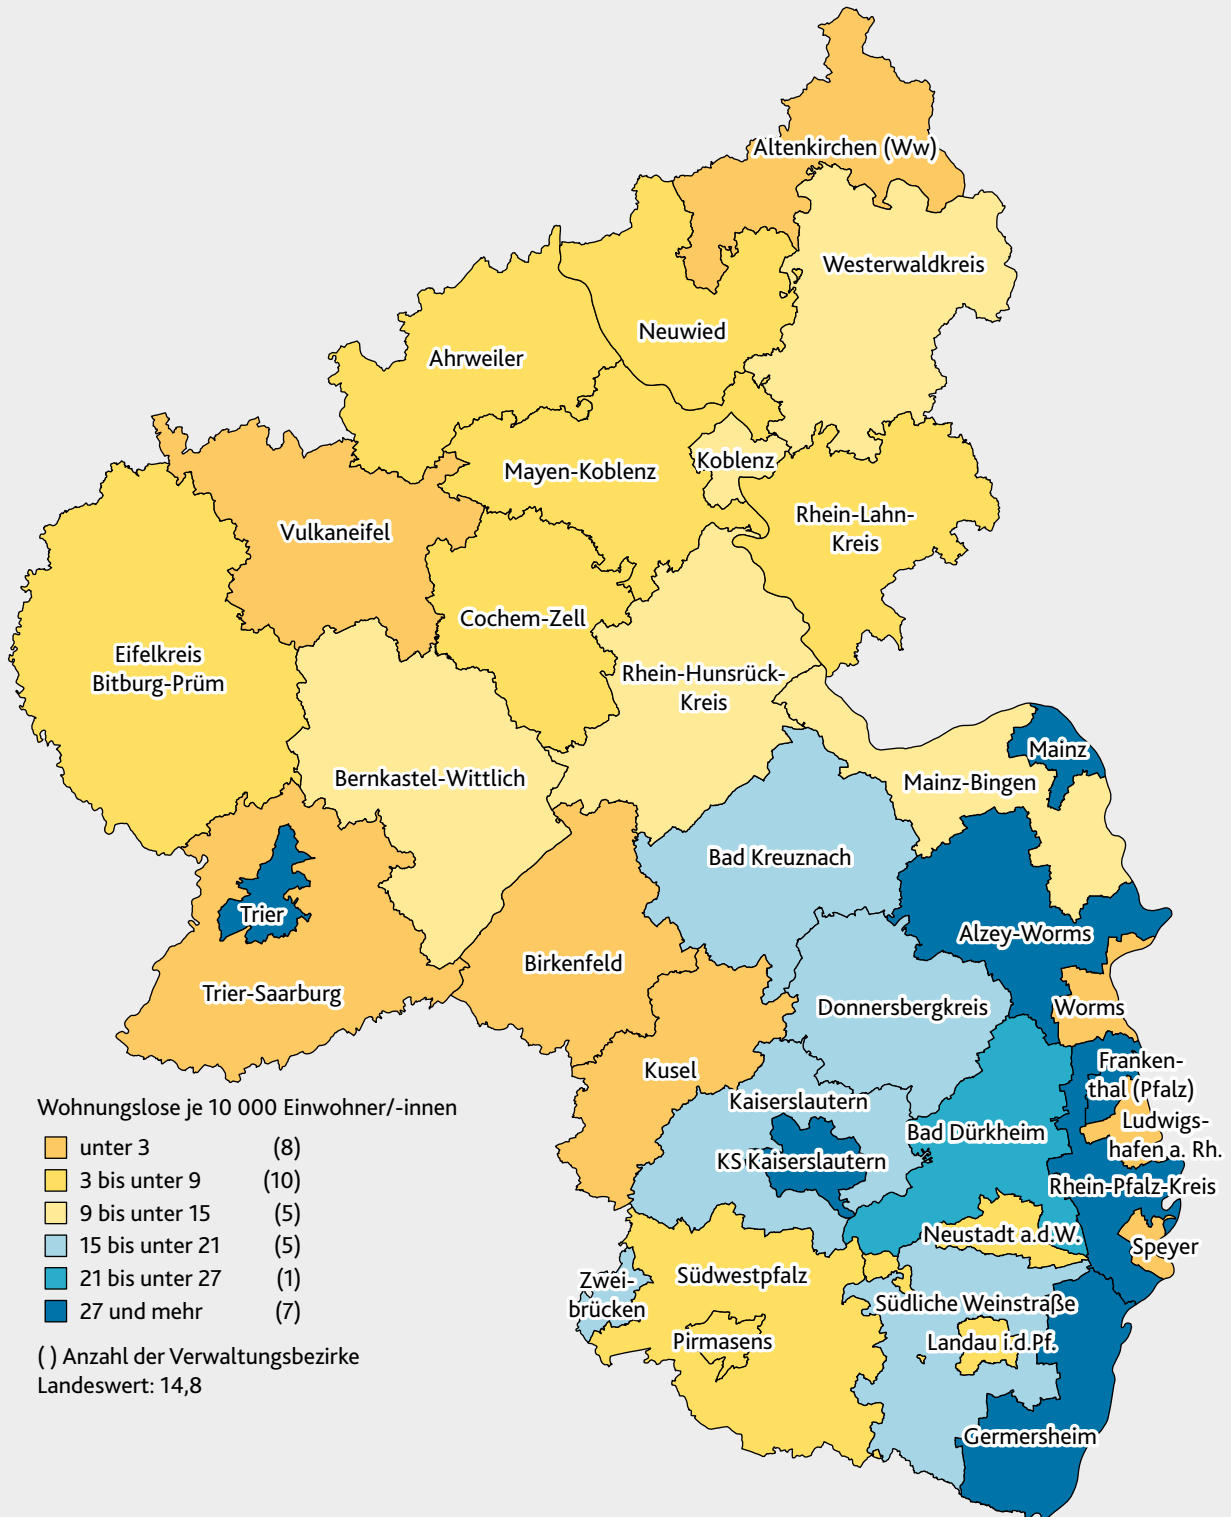 Altenkirchen (Ww)
Westerwaldkreis
Neuwied
Ahrweiler
Koblenz
Mayen-Koblenz
Rhein-Lahn-
Kreis
Vulkaneifel
Cochem-Zell
Eifelkreis
Bitburg-Prüm
Rhein-Hunsrück-
Kreis
Mainz
Bernkastel-Wittlich
Mainz-Bingen
Bad Kreuznach
Trier
Alzey-Worms
Birkenfeld
Trier-Saarburg
Donnersbergkreis
Worms
Kusel
Franken-
thal (Pfalz)
Kaiserslautern
Ludwigs-
hafen a. Rh.
Bad Dürkheim
KS Kaiserslautern
Rhein-Pfalz-Kreis
Neustadt a.d.W.
Speyer
Zwei-
brücken
Südwestpfalz
Südliche Weinstraße
Pirmasens
Landau i.d.Pf.
Germersheim
Wohnungslose je 10 000 Einwohner/-innen
unter 3 (8)
3 bis unter 9 (10)
9 bis unter 15 (5)
15 bis unter 21 (5)
21 bis unter 27 (1)
27 und mehr (7)
( ) Anzahl der Verwaltungsbezirke
Landeswert: 14,8